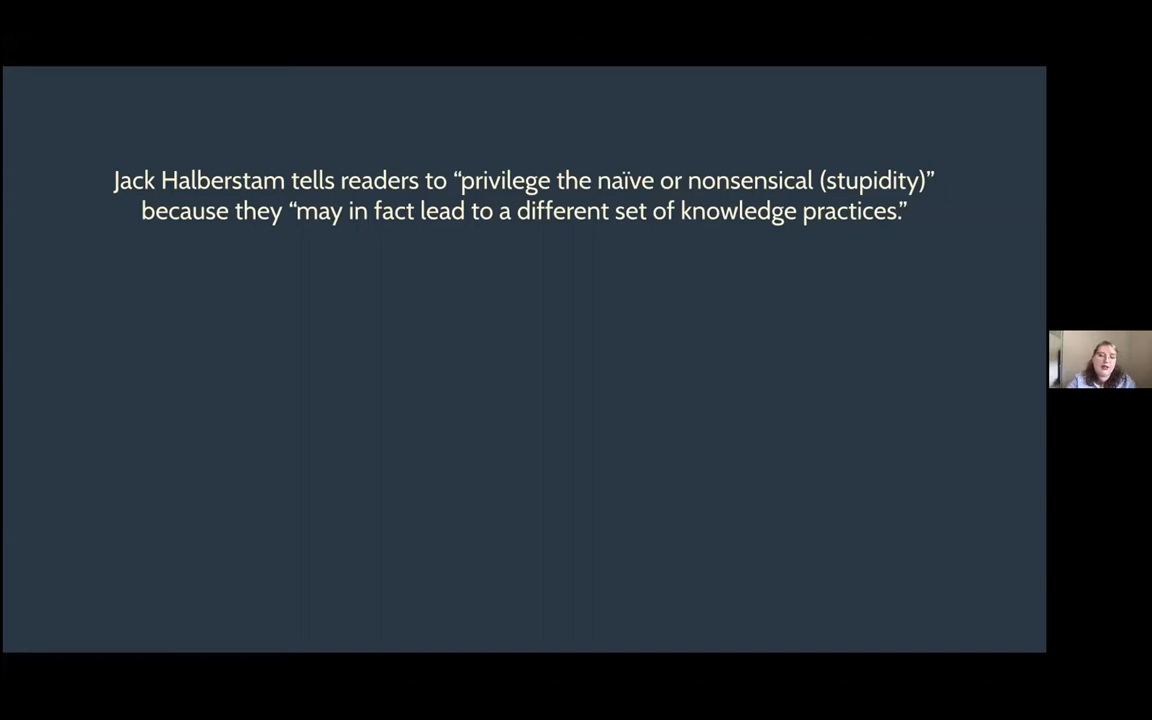 Jack Halberstam tells readers to “privilege the naïve or nonsensical (stupidity)”
because they “may in fact lead to a different set of knowledge practices.”